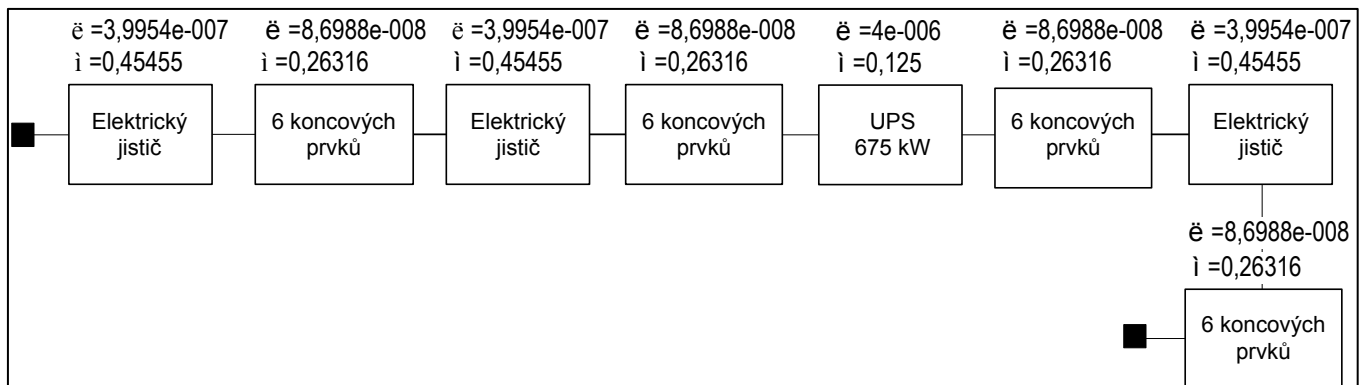 ë =3,9954e-007 ë =8,6988e-008 ë =3,9954e-007 ë =8,6988e-008 ë =4e-006 ë =8,6988e-008 ë =3,9954e-007
ì =0,45455 ì =0,26316 ì =0,45455 ì =0,26316 ì =0,125 ì =0,26316 ì =0,45455
Elektrický 6 koncových Elektrický 6 koncových UPS 6 koncových Elektrický
jistič prvků jistič prvků 675 kW prvků jistič
ë =8,6988e-008
ì =0,26316
6 koncových
prvků